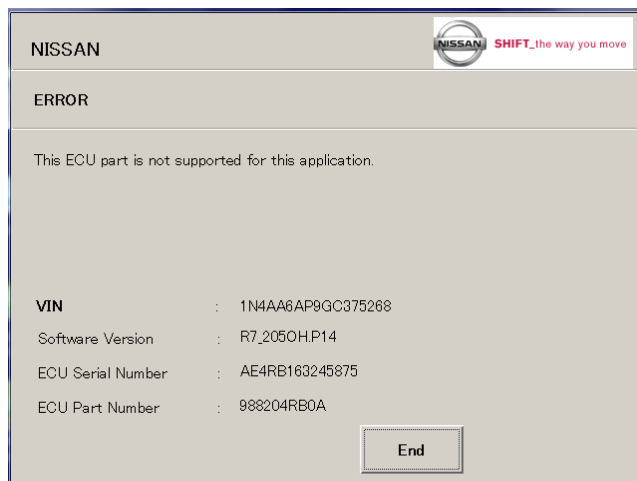 NISSAN
NISSAN SHIFT_the way you move
ERROR
This ECU part is not supported for this application.
VIN : 1N4AA6AP9GC375268
Software Version : R7_205OH.P14
ECU Serial Number : AE4RB163245875
ECU Part Number : 988204RB0A
End